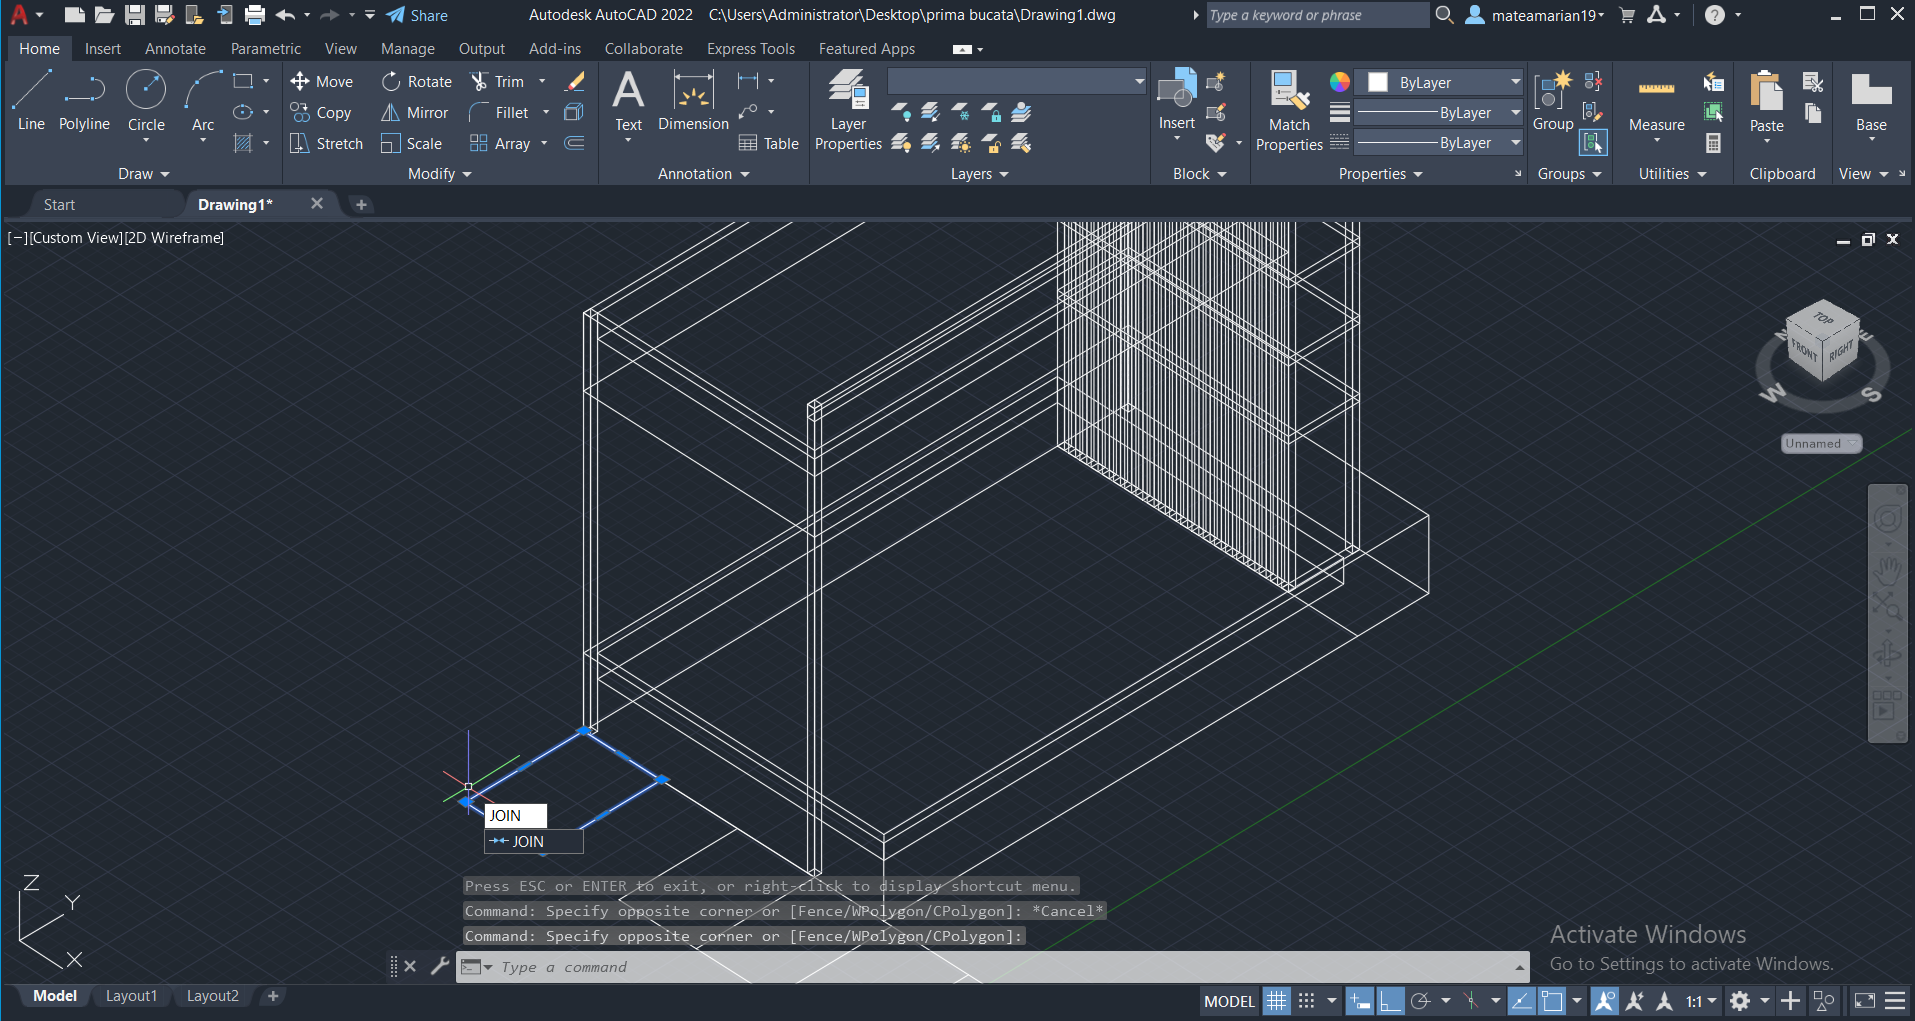 Share
Autodesk AutoCAD 2022 C:\Users\Administrator\Desktop\prima bucata\Drawing1.dwg
Type a keyword or phrase
mateamarian19
Home Insert Annotate Parametric View Manage Output Add-ins Collaborate Express Tools Featured Apps
Line Polyline Circle Arc
Draw
Move Rotate Trim
Copy Mirror Fillet
Stretch Scale Array
Modify
Text Dimension Table
Annotation
Layer
Properties
Layers
Insert
Block
Match
Properties
ByLayer
ByLayer
ByLayer
Properties
Group
Groups
Measure
Utilities
Paste
Clipboard
Base
View
Start Drawing1*
[−][Custom View][2D Wireframe]
TOP
FRONT RIGHT
W S
Unnamed
JOIN
JOIN
Press ESC or ENTER to exit, or right-click to display shortcut menu.
Command: Specify opposite corner or [Fence/WPolygon/CPolygon]: *Cancel*
Command: Specify opposite corner or [Fence/WPolygon/CPolygon]:
Type a command
Z
Y
X
Activate Windows
Go to Settings to activate Windows.
Model Layout1 Layout2
MODEL 1:1